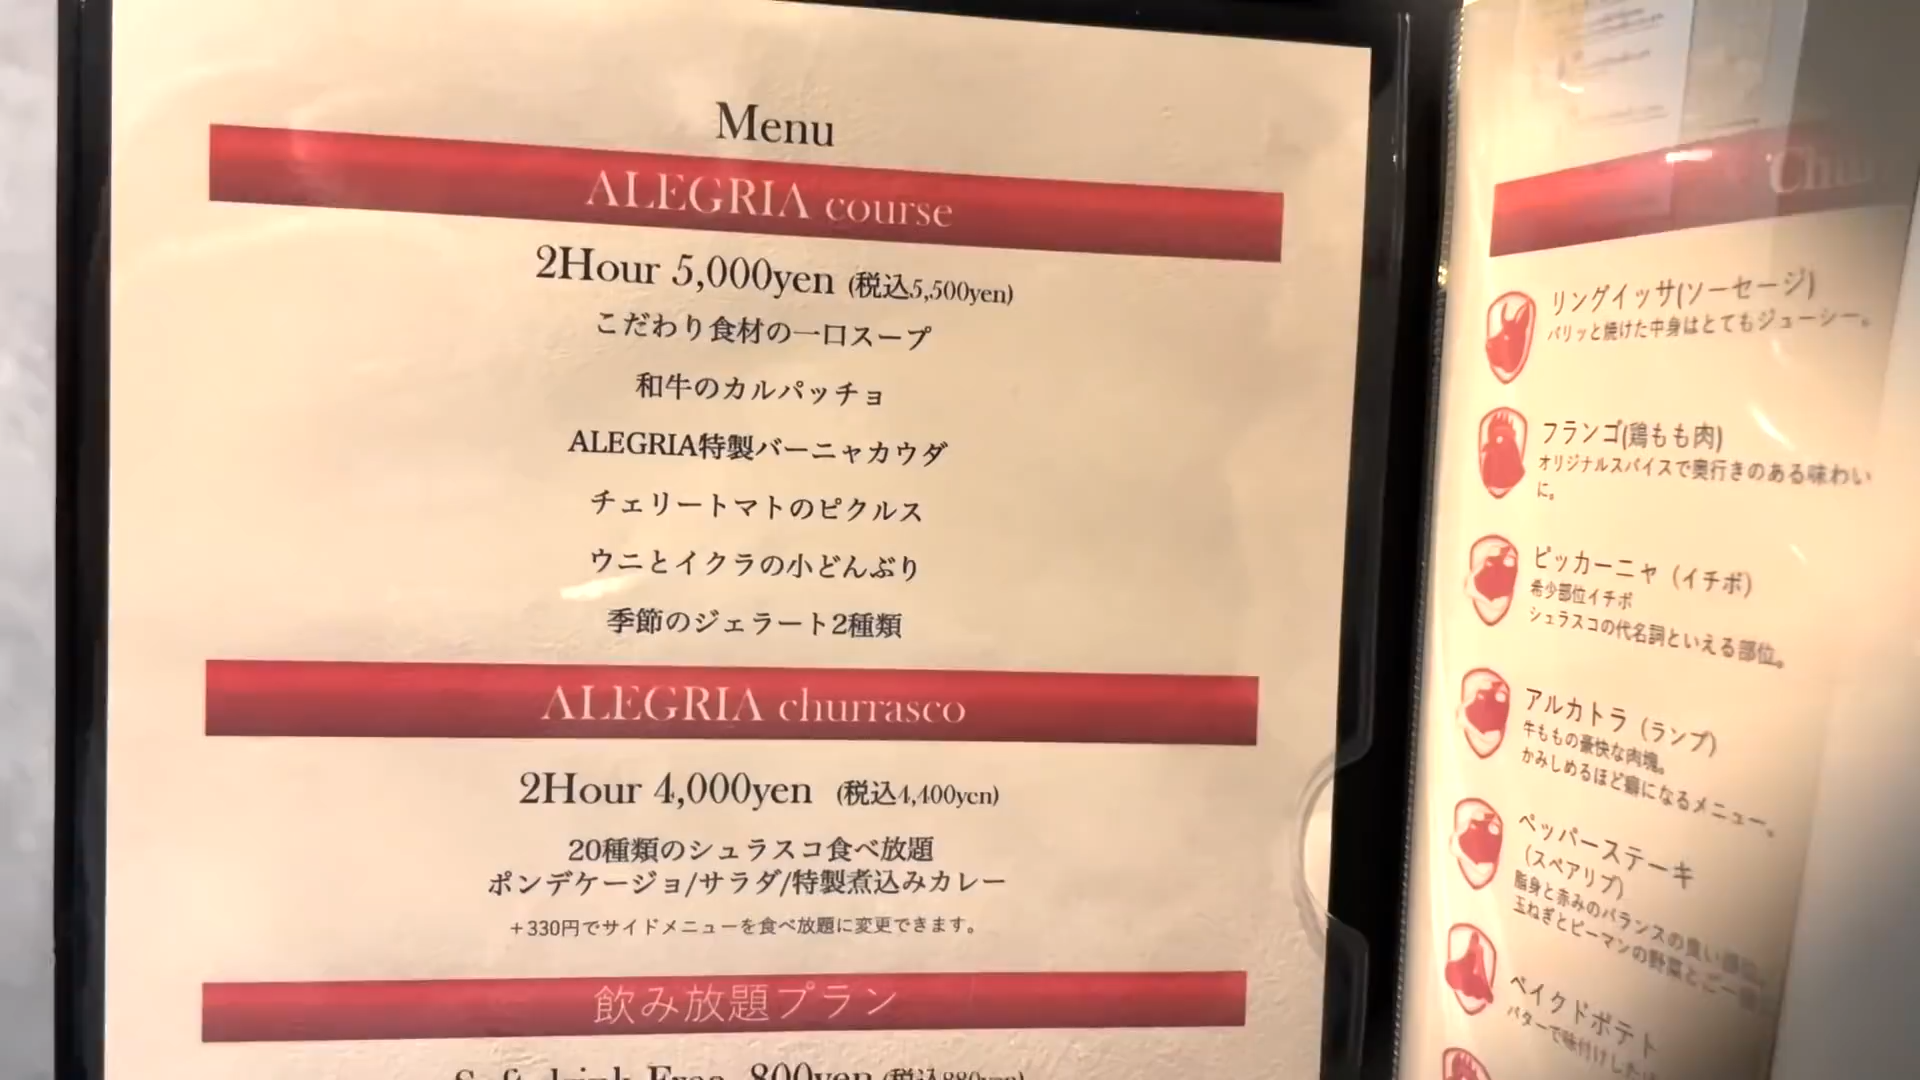 Menu
ALEGRIA course
2Hour 5,000yen (税込5,500yen)
こだわり食材の一口スープ
和牛のカルパッチョ
ALEGRIA特製バーニャカウダ
チェリートマトのピクルス
ウニとイクラの小どんぶり
季節のジェラート2種類
ALEGRIA churrasco
2Hour 4,000yen (税込4,400yen)
20種類のシュラスコ食べ放題
ポンデケージョ/サラダ/特製煮込みカレー
+330円でサイドメニューを食べ放題に変更できます。
飲み放題プラン
Soft drink Free 800yen (税込880yen)
リングイッサ(ソーセージ)
パリッと焼けた中身はとてもジューシー。
フランゴ(鶏もも肉)
オリジナルスパイスで奥行きのある味わい
に。
ピッカーニャ（イチボ）
希少部位イチボ
シュラスコの代名詞といえる部位。
アルカトラ（ランプ）
牛ももの豪快な肉塊。
かみしめるほど癖になるメニュー。
ペッパーステーキ
（スペアリブ）
脂身と赤みのバランスの良い
玉ねぎとピーマンの野菜とご一緒
ベイクドポテト
バターで味付けした